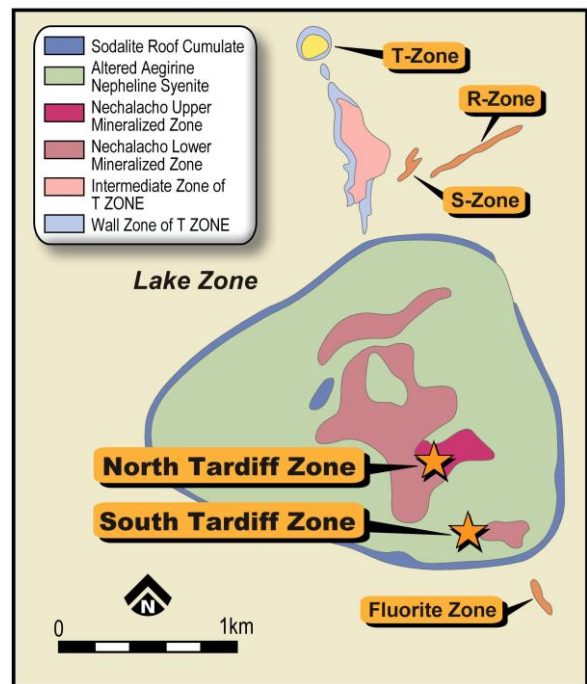 Sodalite Roof Cumulate
Altered Aegirine
Nepheline Syenite
Nechalacho Upper
Mineralized Zone
Nechalacho Lower
Mineralized Zone
Intermediate Zone of
T ZONE
Wall Zone of T ZONE
T-Zone
R-Zone
S-Zone
Lake Zone
North Tardiff Zone
South Tardiff Zone
Fluorite Zone
N
0 1km